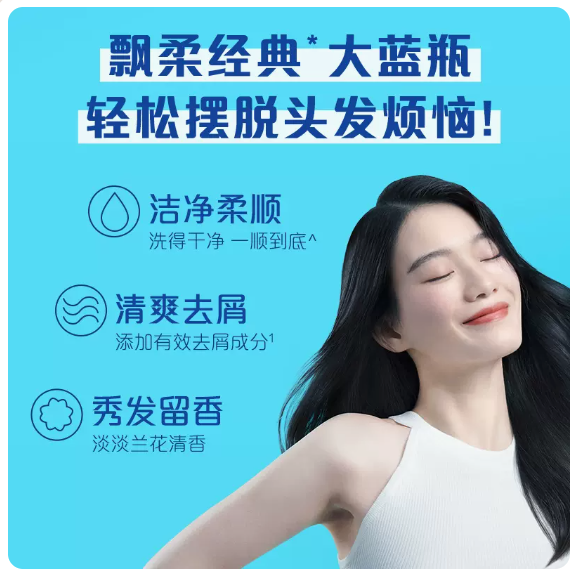 飘柔经典*大蓝瓶
轻松摆脱头发烦恼!
洁净柔顺
洗得干净 一顺到底^
清爽去屑
添加有效去屑成分1
秀发留香
淡淡兰花清香